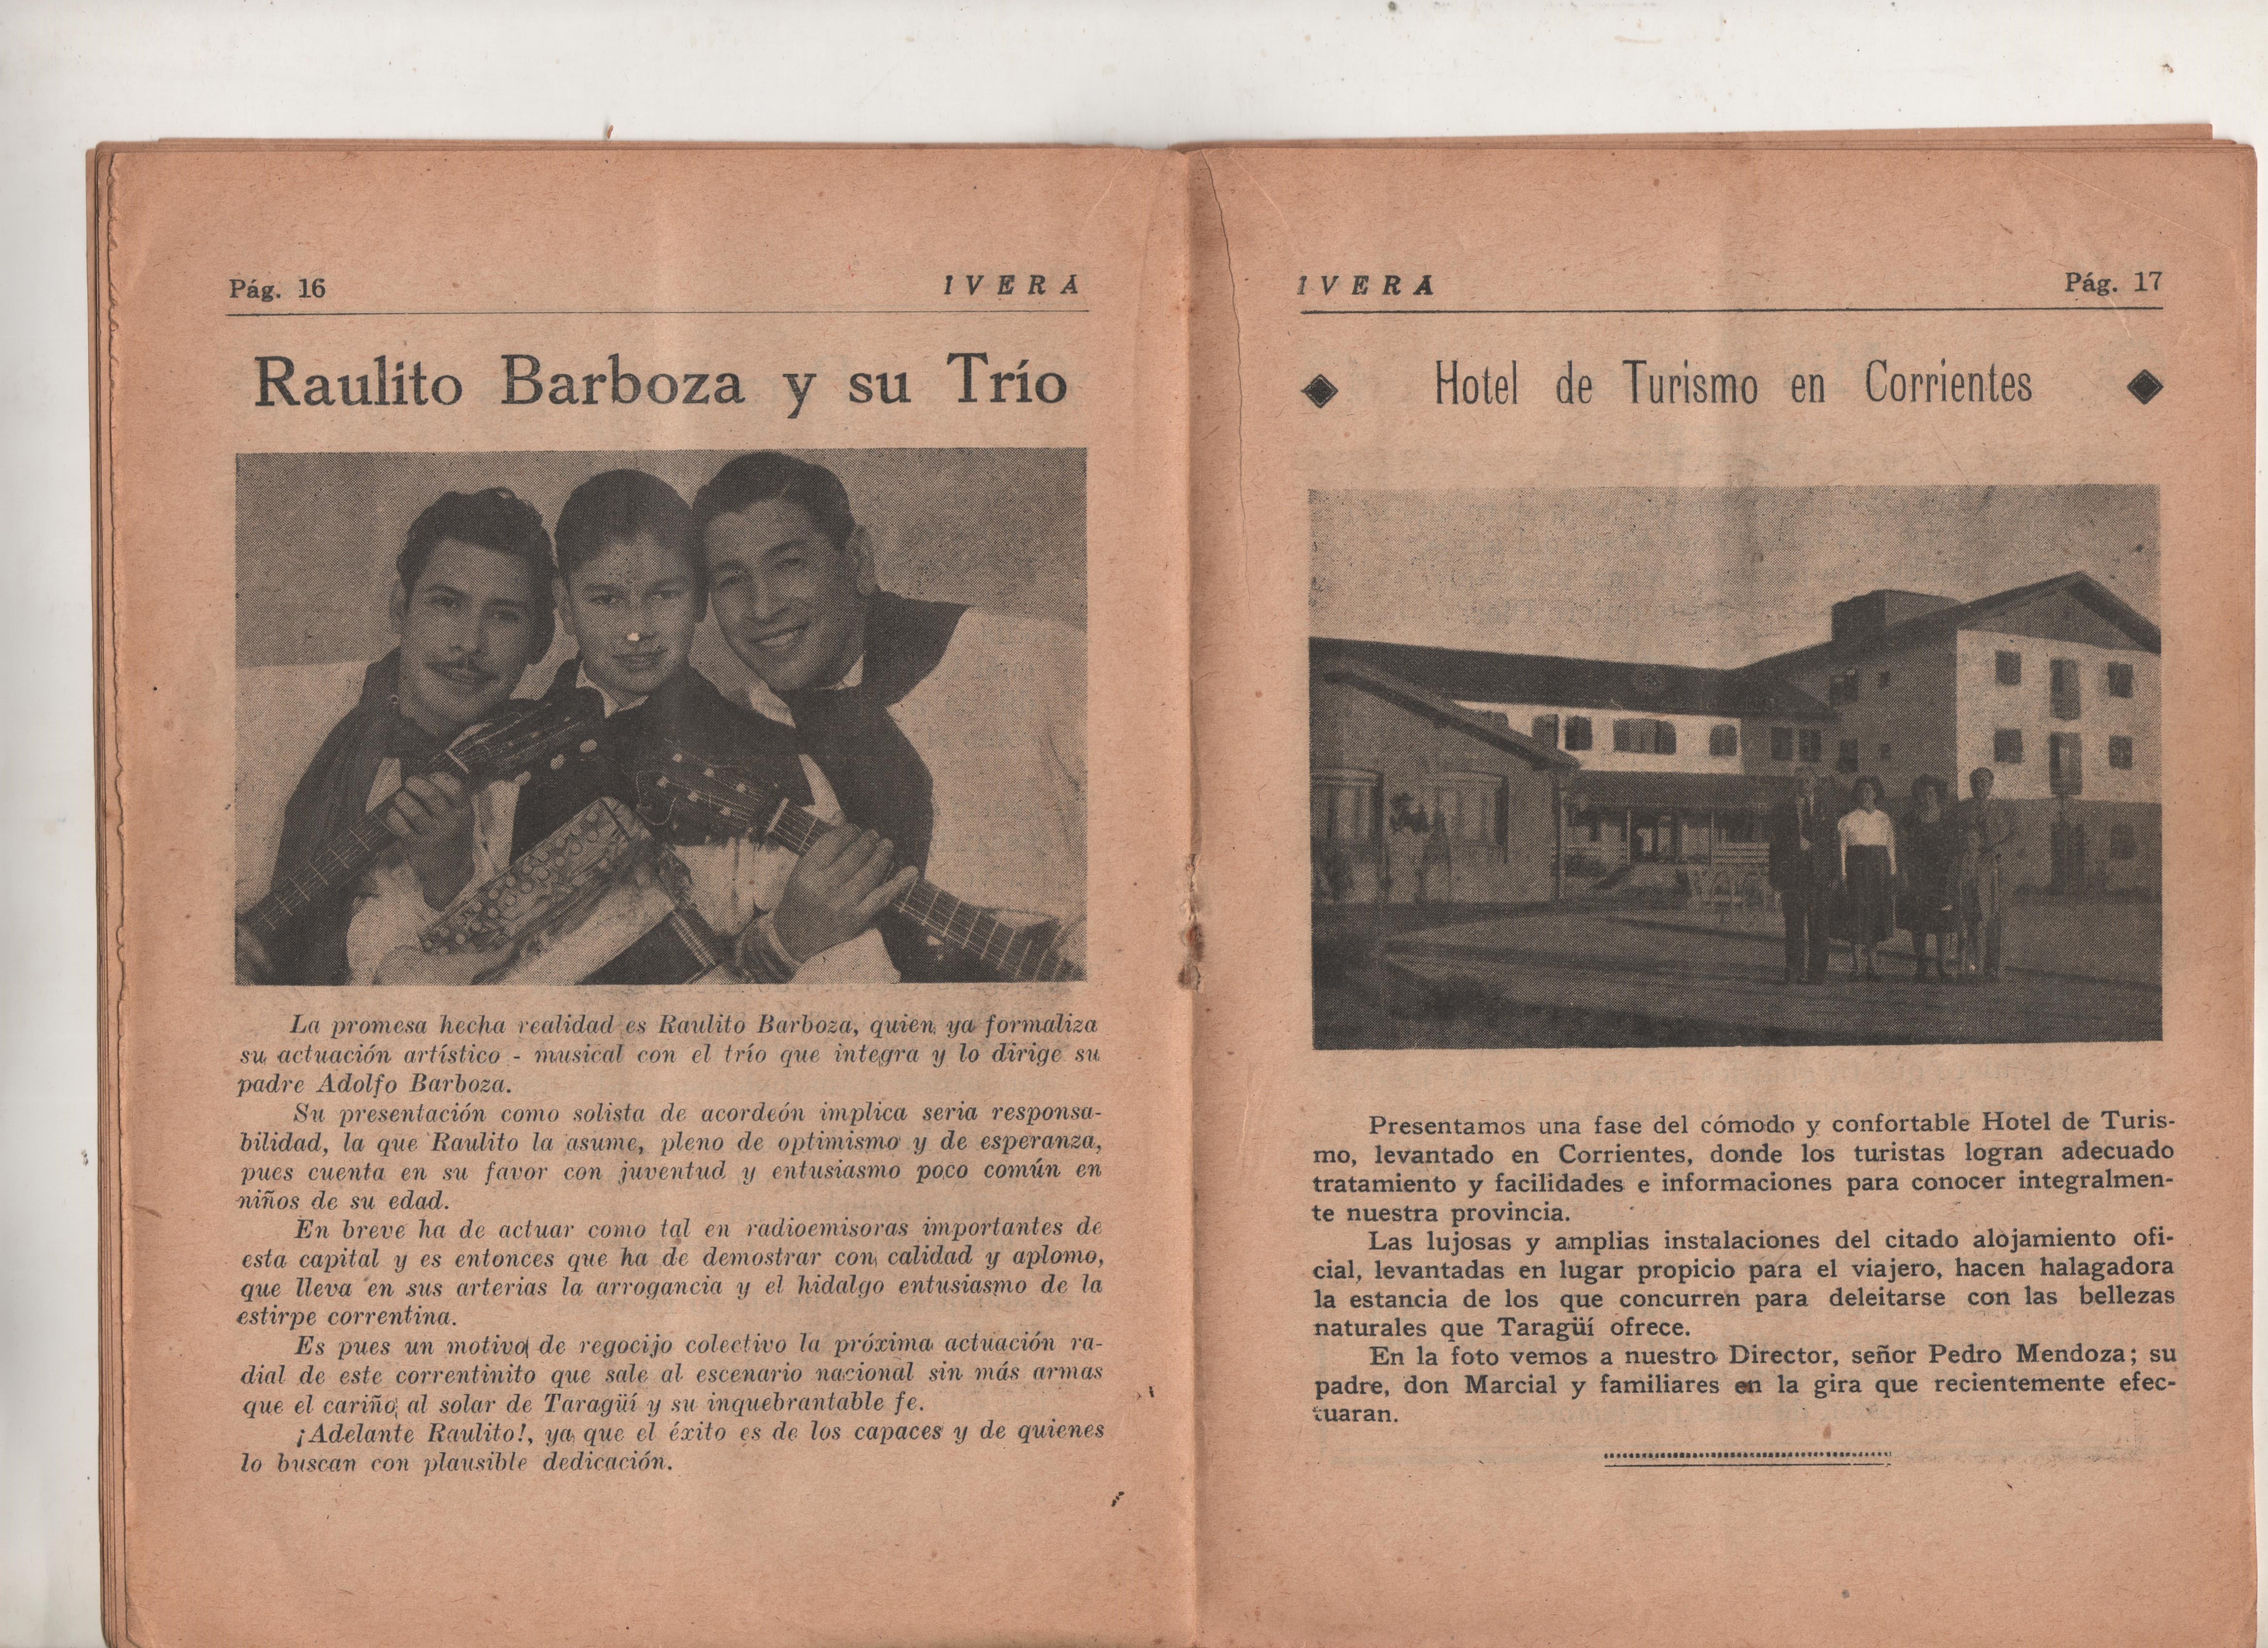 Pág. 16
IVERA
Raulito Barboza y su Trío
La promesa hecha realidad es Raulito Barboza, quien ya formaliza
su actuación artístico - musical con el trío que integra y lo dirige su
padre Adolfo Barboza.
Su presentación como solista de acordeón implica seria responsa-
bilidad, la que Raulito la asume, pleno de optimismo y de esperanza,
pues cuenta en su favor con juventud y entusiasmo poco común en
niños de su edad.
En breve ha de actuar como tal en radioemisoras importantes de
esta capital y es entonces que ha de demostrar con calidad y aplomo,
que lleva en sus arterias la arrogancia y el hidalgo entusiasmo de la
estirpe correntina.
Es pues un motivo de regocijo colectivo la próxima actuación ra-
dial de este correntinito que sale al escenario nacional sin más armas
que el cariño al solar de Taragüí y su inquebrantable fe.
¡Adelante Raulito!, ya que el éxito es de los capaces y de quienes
lo buscan con plausible dedicación.
IVERA
Pág. 17
Hotel de Turismo en Corrientes
Presentamos una fase del cómodo y confortable Hotel de Turis-
mo, levantado en Corrientes, donde los turistas logran adecuado
tratamiento y facilidades e informaciones para conocer integralmen-
te nuestra provincia.
Las lujosas y amplias instalaciones del citado alojamiento ofi-
cial, levantadas en lugar propicio para el viajero, hacen halagadora
la estancia de los que concurren para deleitarse con las bellezas
naturales que Taragüí ofrece.
En la foto vemos a nuestro Director, señor Pedro Mendoza; su
padre, don Marcial y familiares en la gira que recientemente efec-
tuaran.